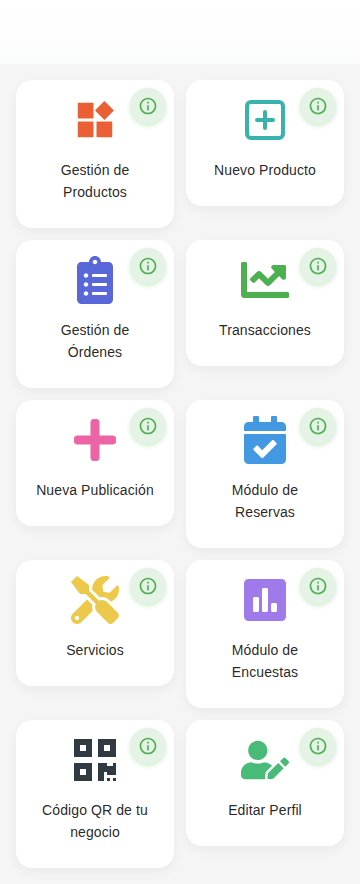 Gestión de
Productos
Nuevo Producto
Gestión de
Órdenes
Transacciones
Nueva Publicación
Módulo de
Reservas
Servicios
Módulo de
Encuestas
Código QR de tu
negocio
Editar Perfil